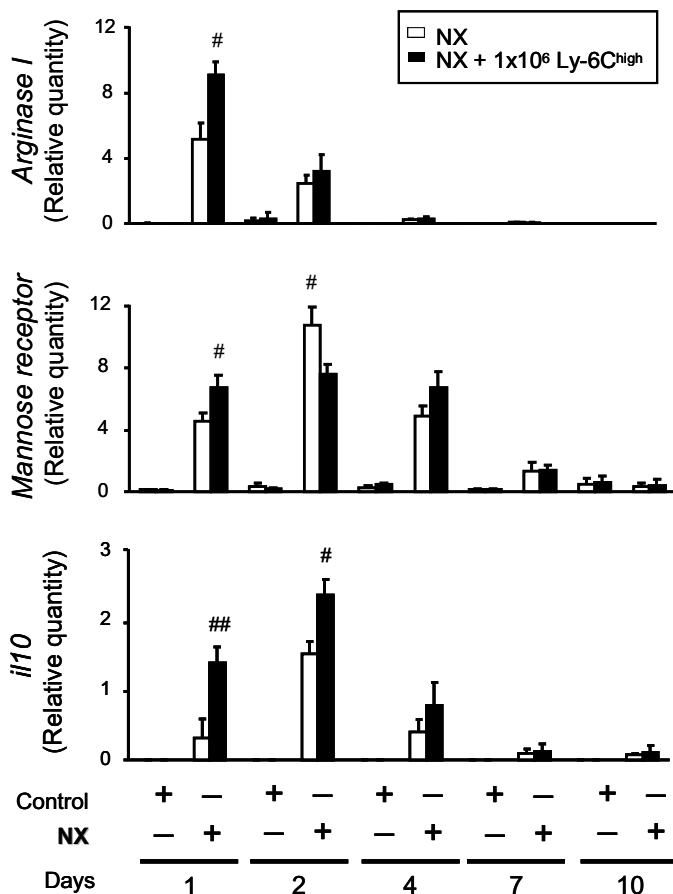 NX
NX + 1x10⁶ Ly-6Cʰⁱᵍʰ
Arginase I
(Relative quantity)
12
8
4
0
#
Mannose receptor
(Relative quantity)
12
8
4
0
#
#
il10
(Relative quantity)
3
2
1
0
##
#
Control + – + – + – + – + –
NX – + – + – + – + – +
Days 1 2 4 7 10